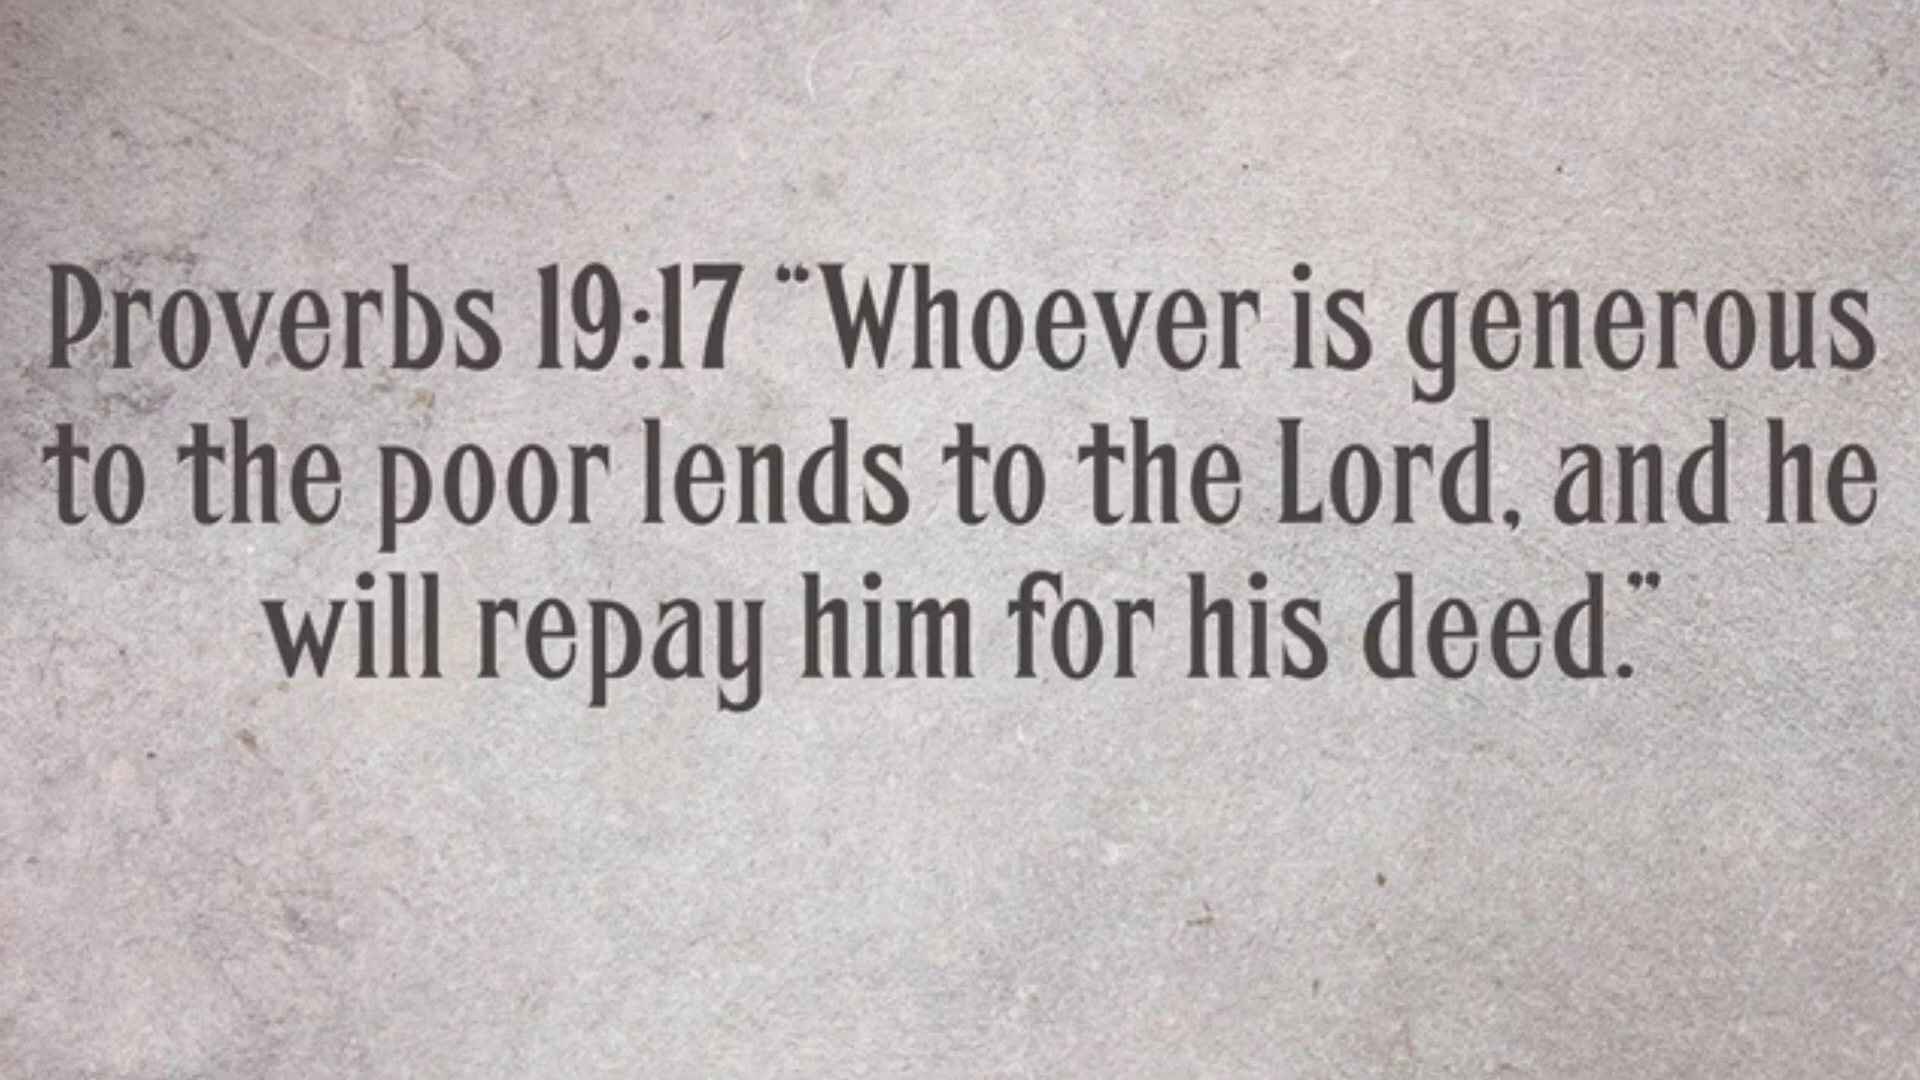 Proverbs 19:17 “Whoever is generous
to the poor lends to the Lord, and he
will repay him for his deed.”